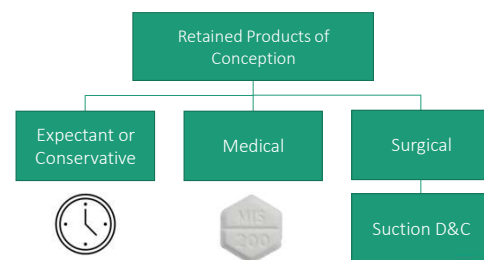 Retained Products of
Conception
Expectant or
Conservative
Medical
Surgical
MIS
200
Suction D&C